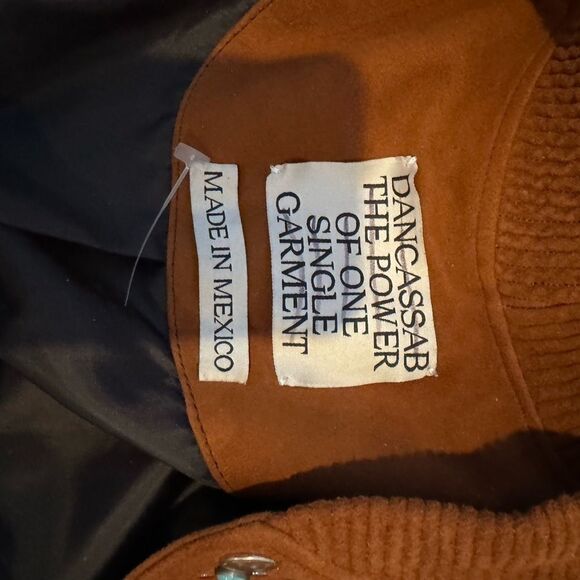 DANCASSAB
THE POWER
OF ONE
SINGLE
GARMENT
MADE IN MEXICO